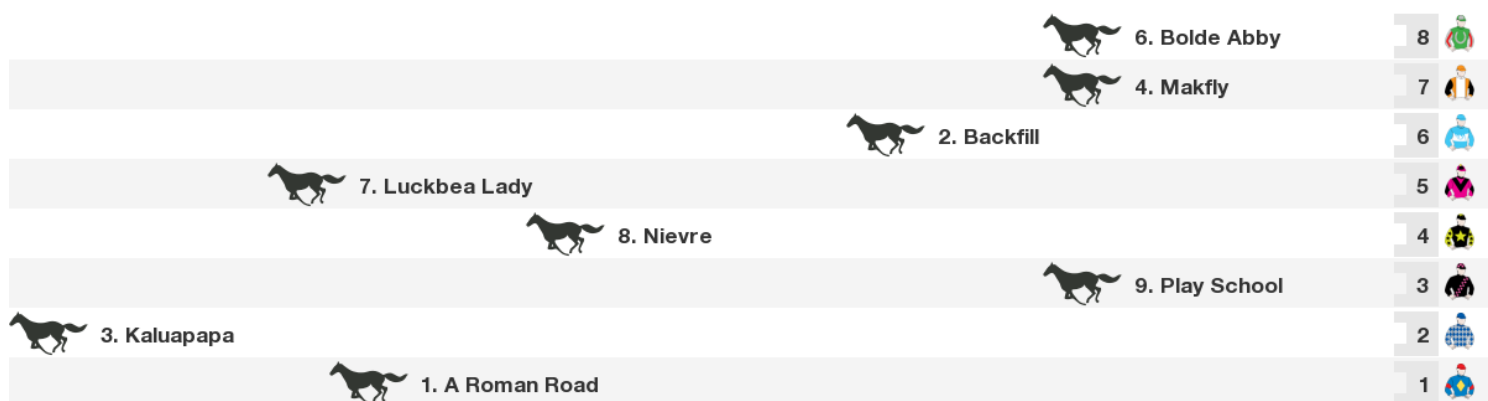 6. Bolde Abby 8
4. Makfly 7
2. Backfill 6
7. Luckbea Lady 5
8. Nievre 4
9. Play School 3
3. Kaluapapa 2
1. A Roman Road 1